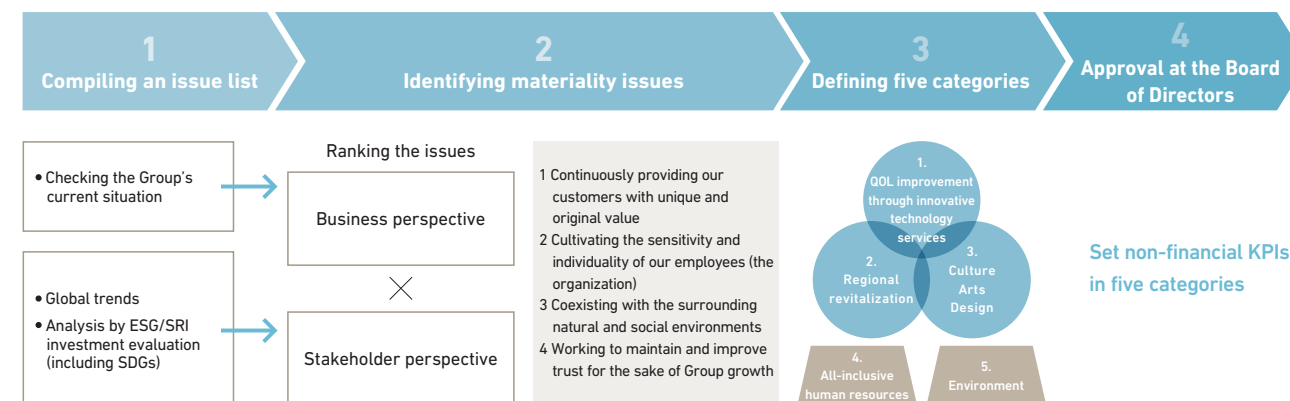 1
Compiling an issue list
2
Identifying materiality issues
3
Defining five categories
4
Approval at the Board
of Directors
• Checking the Group's
current situation
• Global trends
• Analysis by ESG/SRI
investment evaluation
(including SDGs)
Ranking the issues
Business perspective
×
Stakeholder perspective
1 Continuously providing our
customers with unique and
original value
2 Cultivating the sensitivity and
individuality of our employees (the
organization)
3 Coexisting with the surrounding
natural and social environments
4 Working to maintain and improve
trust for the sake of Group growth
1.
QOL improvement
through innovative
technology
services
2.
Regional
revitalization
3.
Culture
Arts
Design
4.
All-inclusive
human resources
5.
Environment
Set non-financial KPIs
in five categories